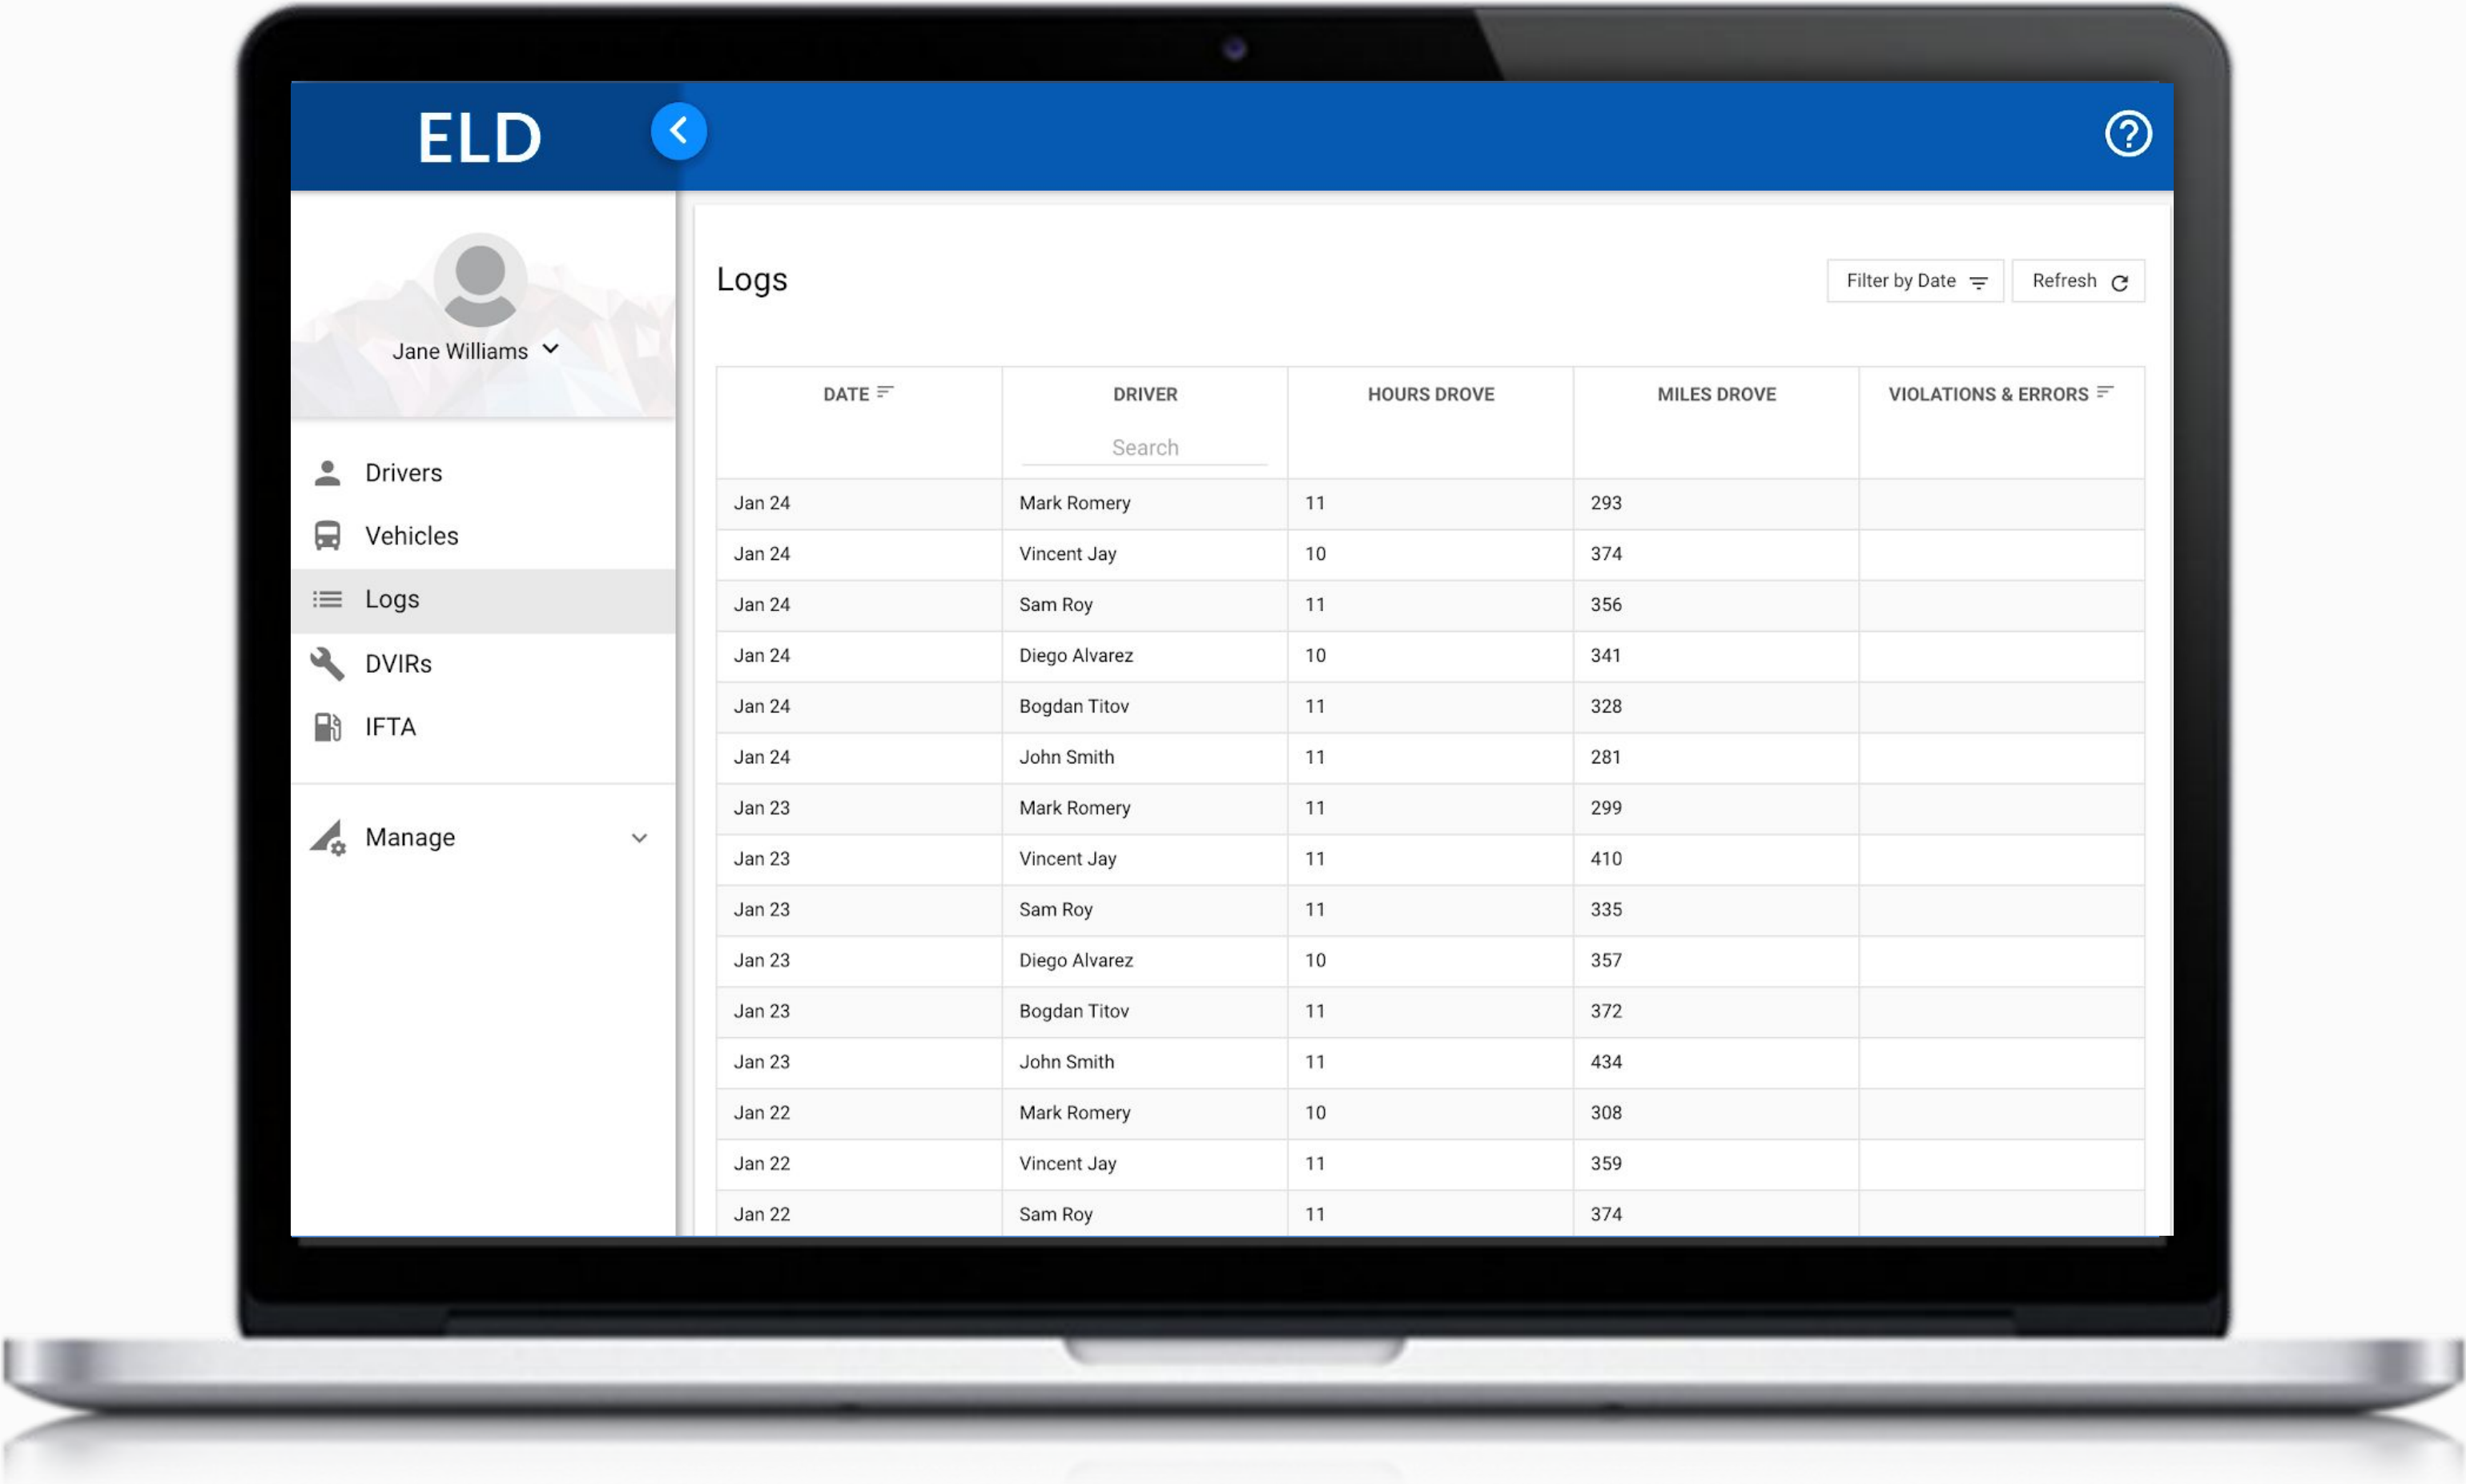 ELD
Jane Williams
Drivers
Vehicles
Logs
DVIRs
IFTA
Manage
Logs
Filter by Date
Refresh
DATE DRIVER HOURS DROVE MILES DROVE VIOLATIONS & ERRORS
Search
Jan 24 Mark Romery 11 293
Jan 24 Vincent Jay 10 374
Jan 24 Sam Roy 11 356
Jan 24 Diego Alvarez 10 341
Jan 24 Bogdan Titov 11 328
Jan 24 John Smith 11 281
Jan 23 Mark Romery 11 299
Jan 23 Vincent Jay 11 410
Jan 23 Sam Roy 11 335
Jan 23 Diego Alvarez 10 357
Jan 23 Bogdan Titov 11 372
Jan 23 John Smith 11 434
Jan 22 Mark Romery 10 308
Jan 22 Vincent Jay 11 359
Jan 22 Sam Roy 11 374